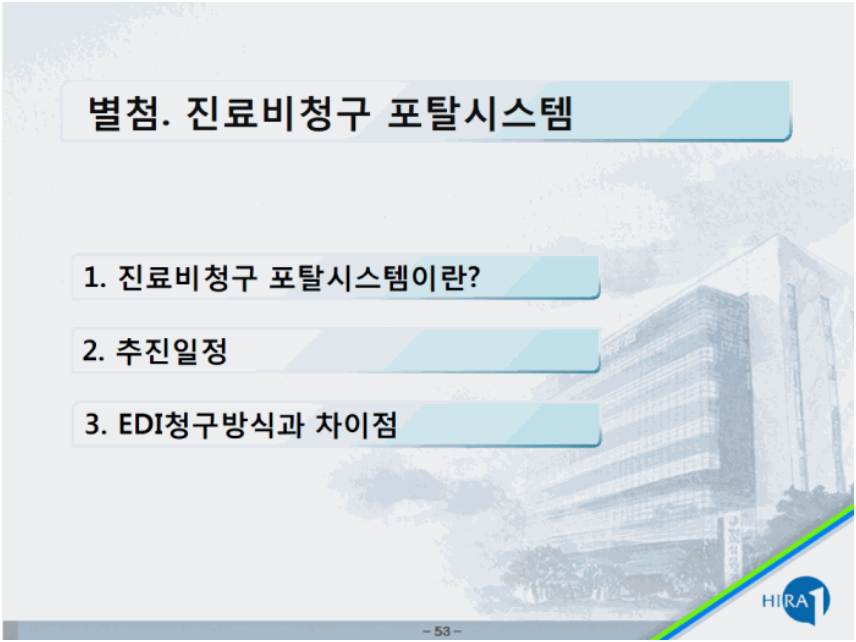 별첨. 진료비청구 포탈시스템
1. 진료비청구 포탈시스템이란?
2. 추진일정
3. EDI청구방식과 차이점
HIRA
- 53 -